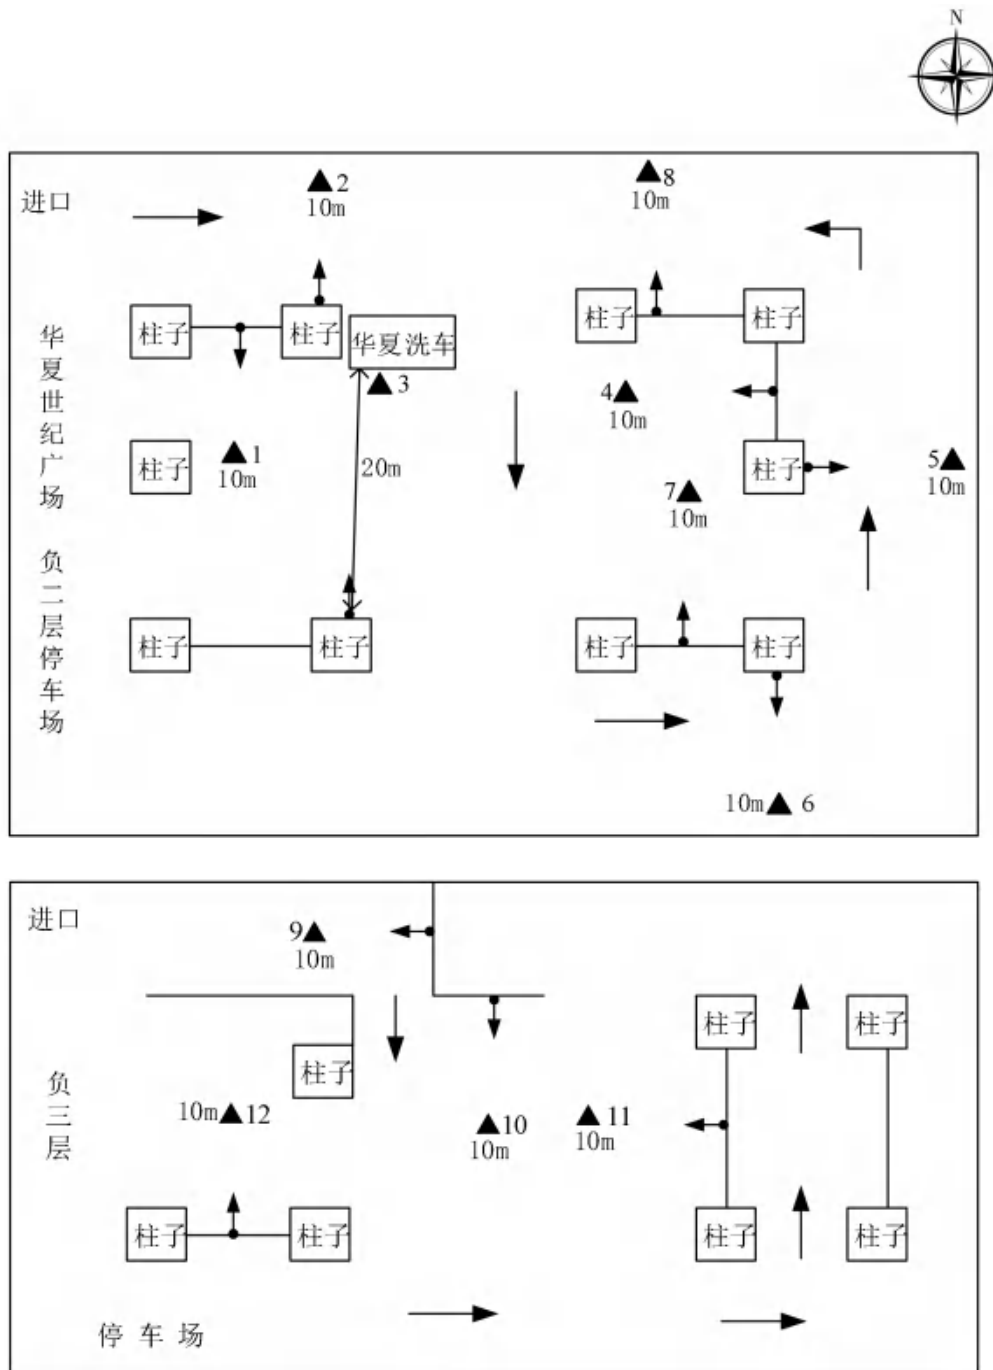 N
进口
▲2
10m
▲8
10m
柱子
柱子
华夏洗车
柱子
柱子
▲3
4▲
10m
华夏世纪广场
柱子
▲1
10m
20m
柱子
5▲
10m
7▲
10m
负二层停车场
柱子
柱子
柱子
柱子
10m▲6
进口
9▲
10m
柱子
柱子
柱子
负三层
10m▲12
▲10
10m
▲11
10m
柱子
柱子
柱子
柱子
停车场